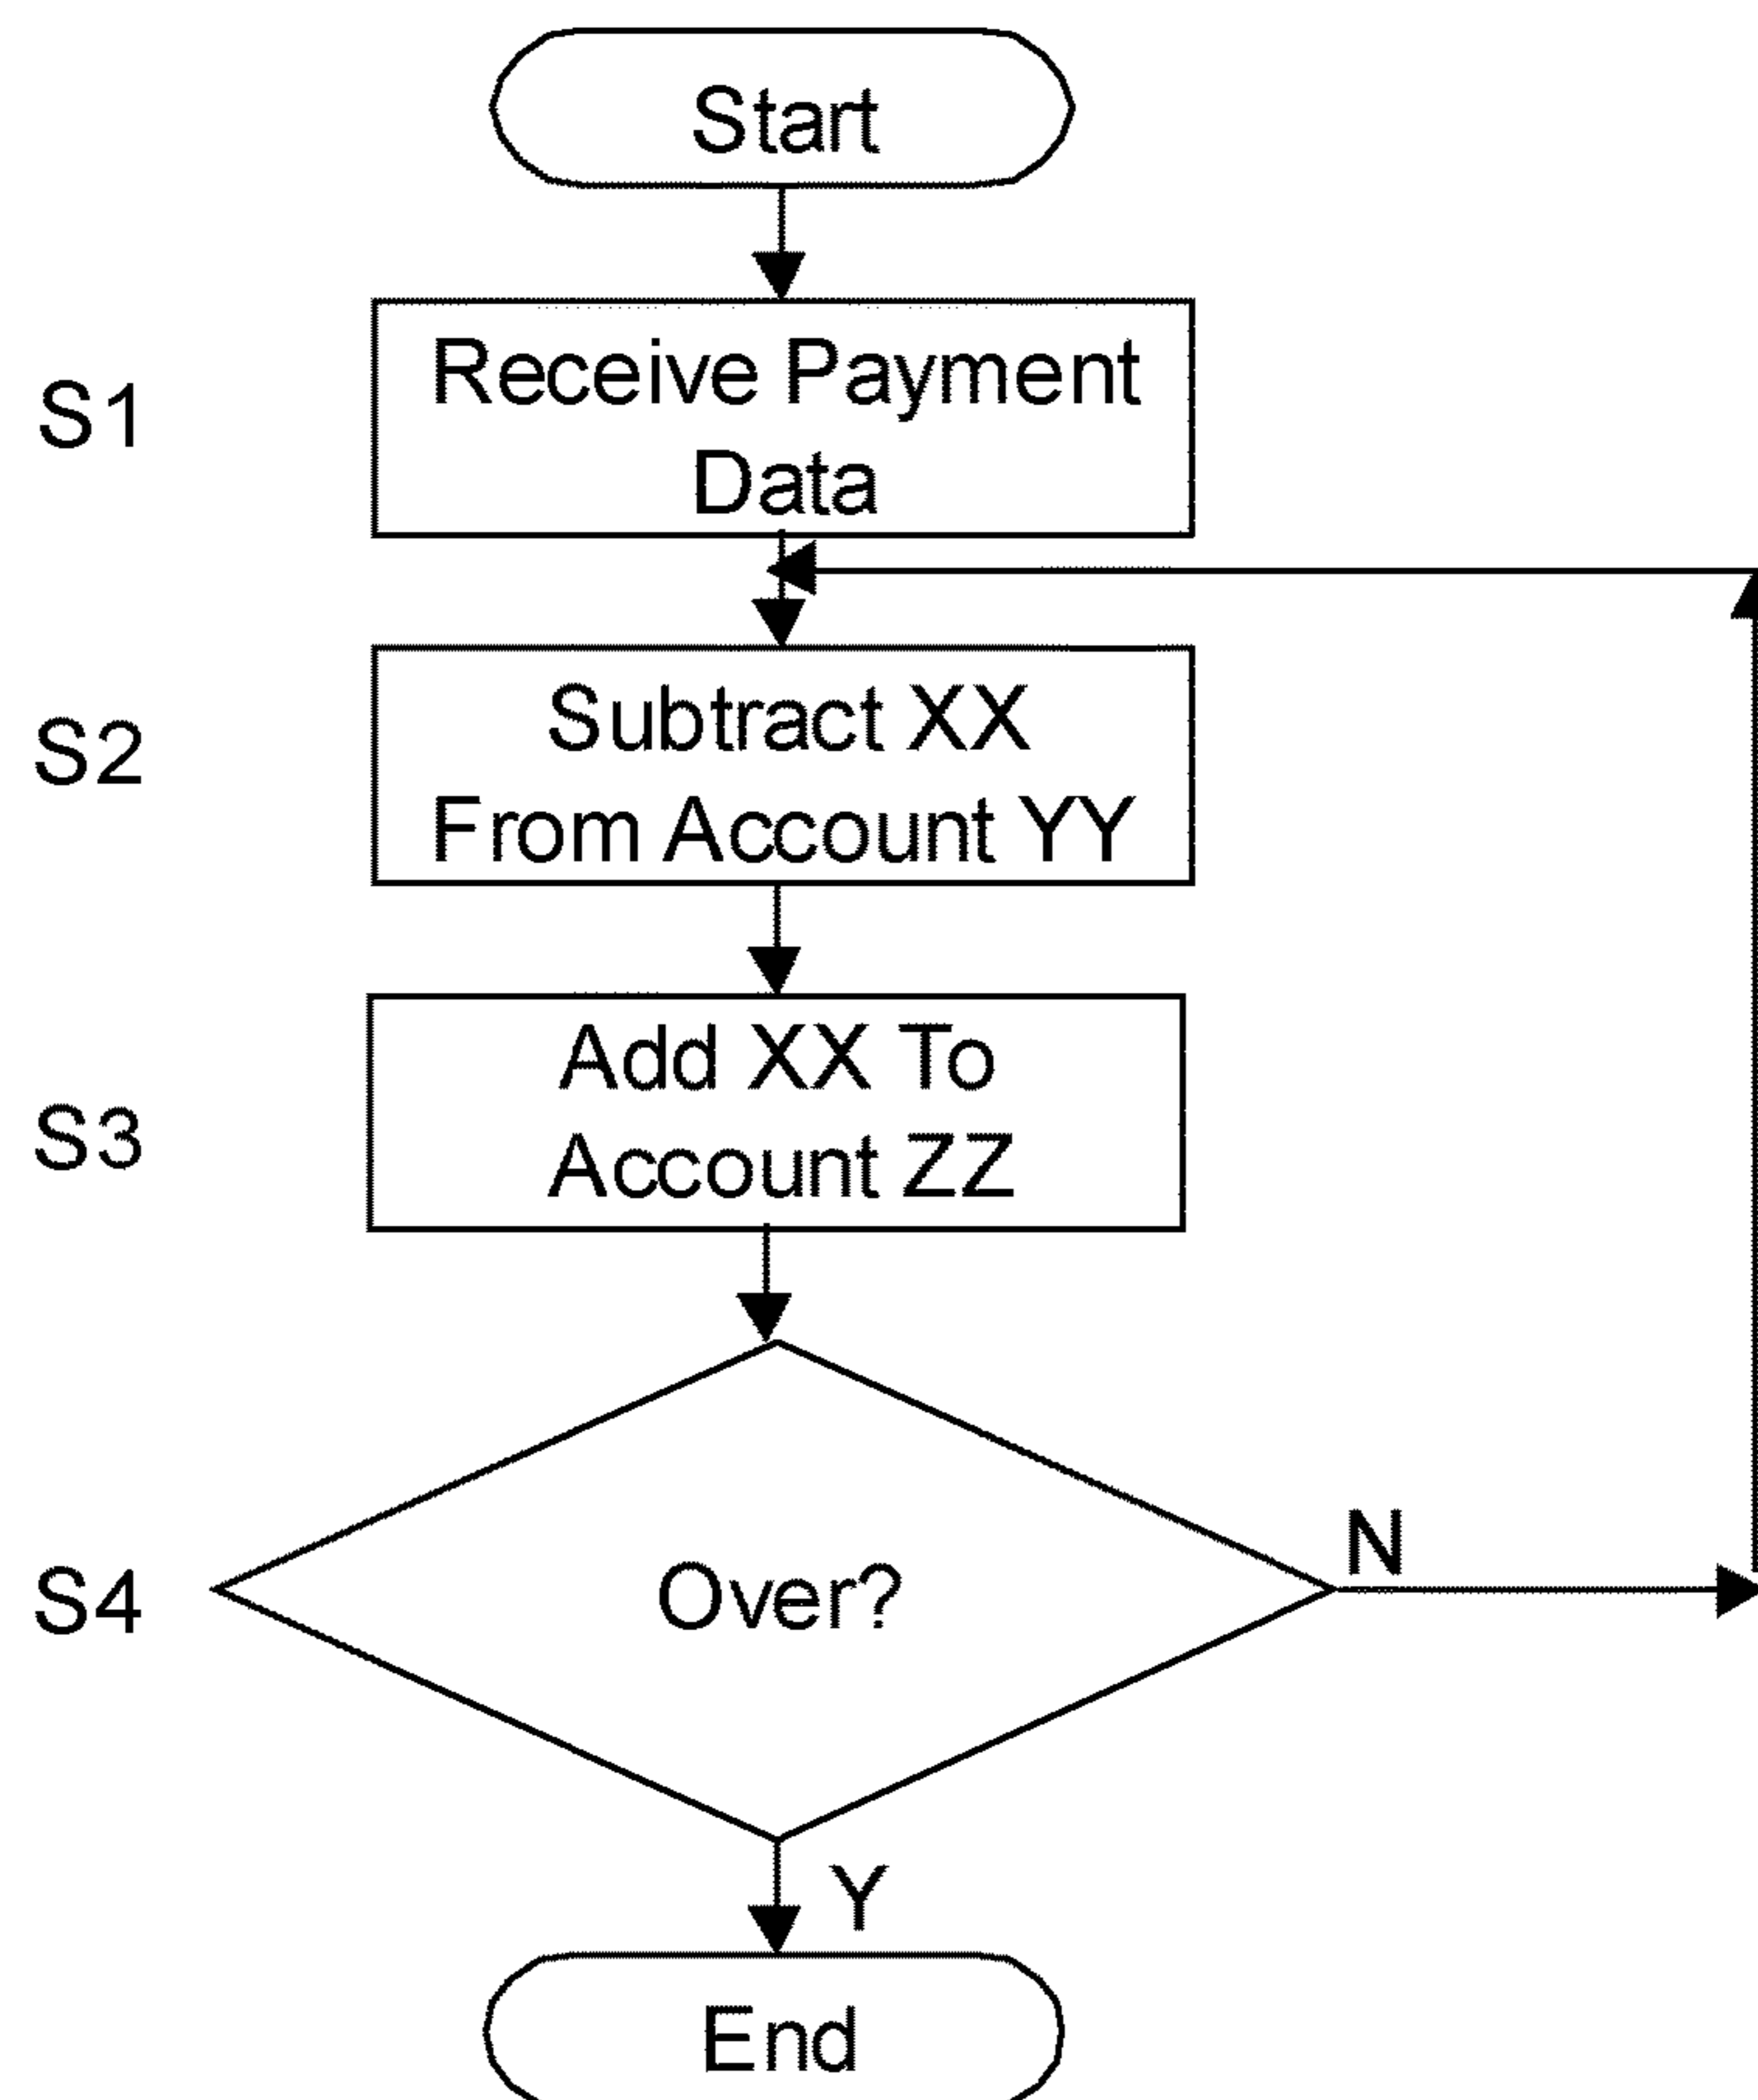 Start
S1
Receive Payment
Data
S2
Subtract XX
From Account YY
S3
Add XX To
Account ZZ
S4
Over?
N
Y
End